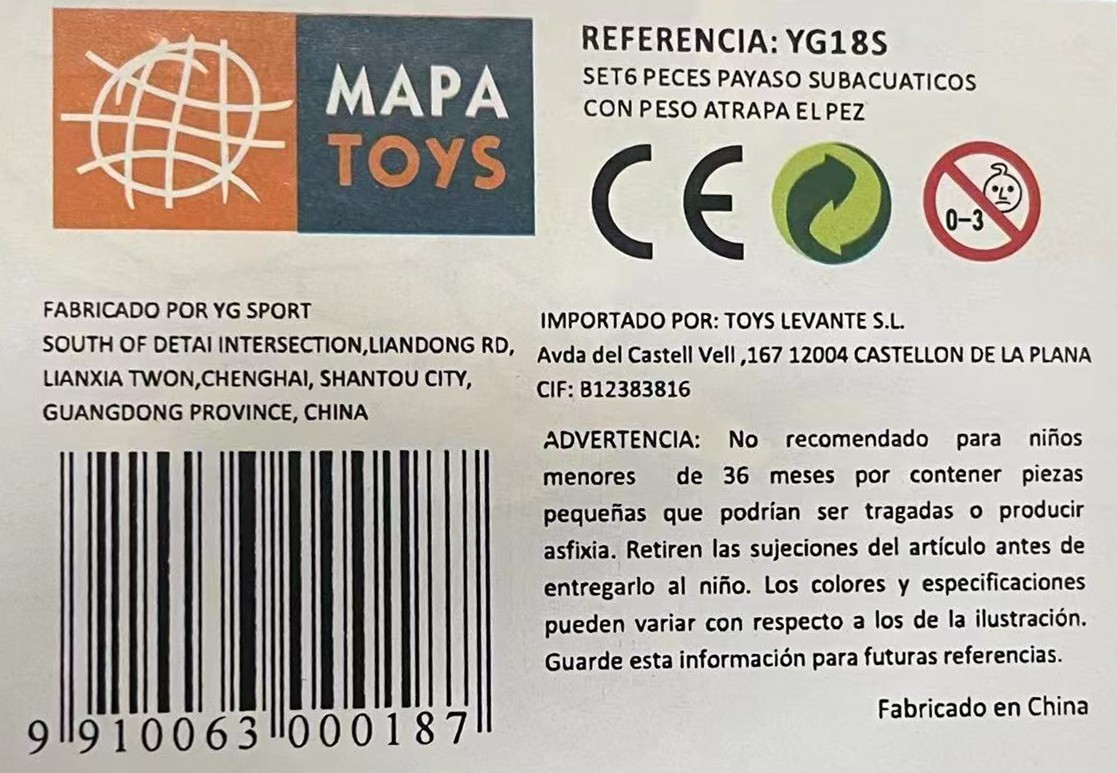 MAPA
TOYS
REFERENCIA: YG18S
SET6 PECES PAYASO SUBACUATICOS
CON PESO ATRAPA EL PEZ
CE
0-3
FABRICADO POR YG SPORT
SOUTH OF DETAI INTERSECTION,LIANDONG RD,
LIANXIA TWON,CHENGHAI, SHANTOU CITY,
GUANGDONG PROVINCE, CHINA
9 910063 000187
IMPORTADO POR: TOYS LEVANTE S.L.
Avda del Castell Vell ,167 12004 CASTELLON DE LA PLANA
CIF: B12383816
ADVERTENCIA: No recomendado para niños
menores de 36 meses por contener piezas
pequeñas que podrían ser tragadas o producir
asfixia. Retiren las sujeciones del artículo antes de
entregarlo al niño. Los colores y especificaciones
pueden variar con respecto a los de la ilustración.
Guarde esta información para futuras referencias.
Fabricado en China